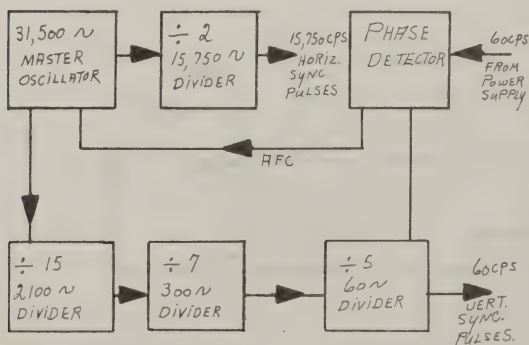 31,500 ~
MASTER
OSCILLATOR
÷ 2
15,750 ~
DIVIDER
15,750CPS
HORIZ.
SYNC
PULSES
PHASE
DETECTOR
60CPS
FROM
POWER
SUPPLY
AFC
÷ 15
2100 ~
DIVIDER
÷ 7
300 ~
DIVIDER
÷ 5
60 ~
DIVIDER
60CPS
VERT.
SYNC.
PULSES.